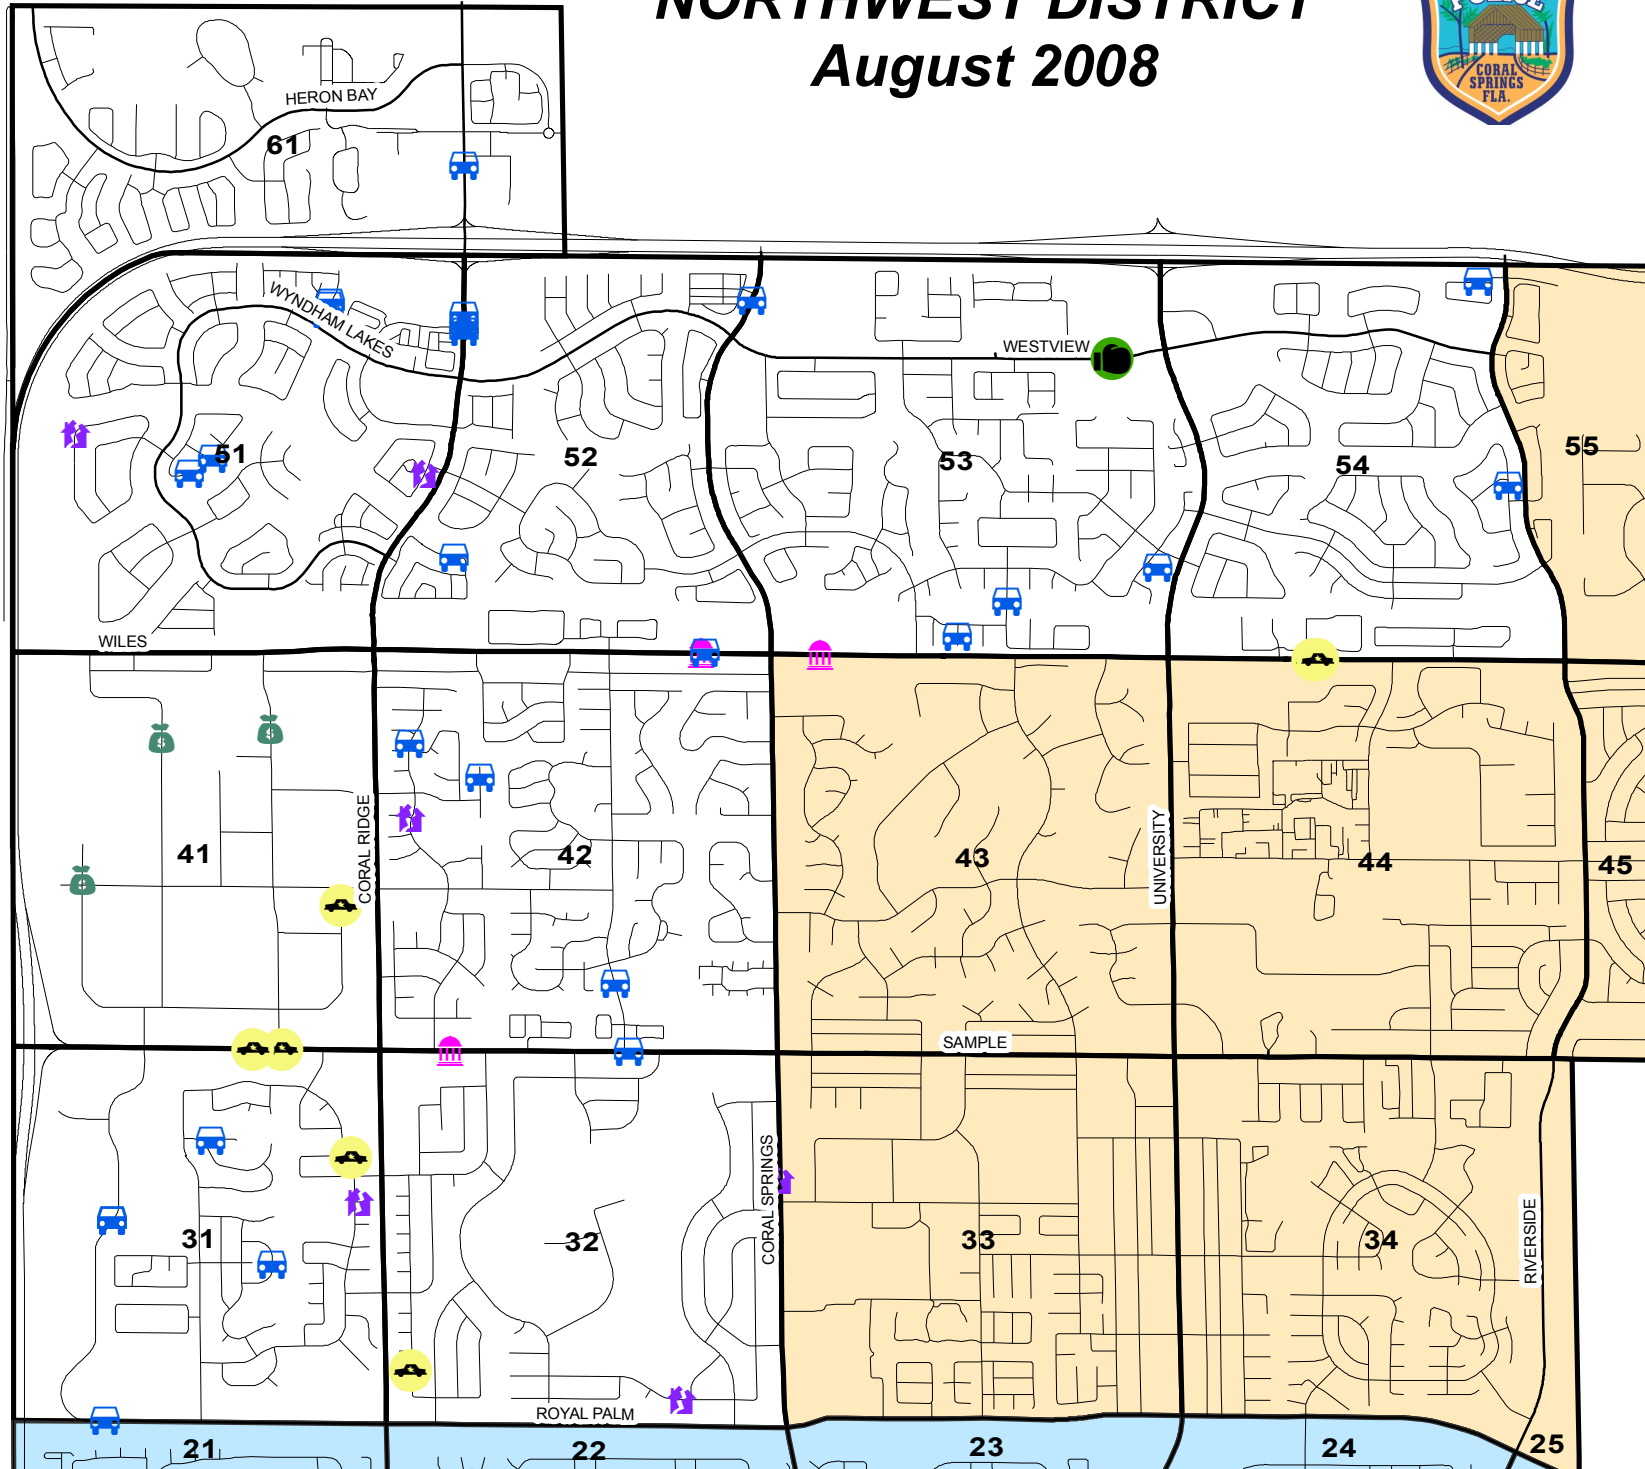 NORTHWEST DISTRICT
August 2008
POLICE
CORAL
SPRINGS
FLA.
HERON BAY
61
WYNDHAM LAKES
WESTVIEW
51
52
53
54
55
WILES
CORAL RIDGE
UNIVERSITY
41
42
43
44
45
SAMPLE
CORAL SPRINGS
RIVERSIDE
31
32
33
34
ROYAL PALM
21
22
23
24
25